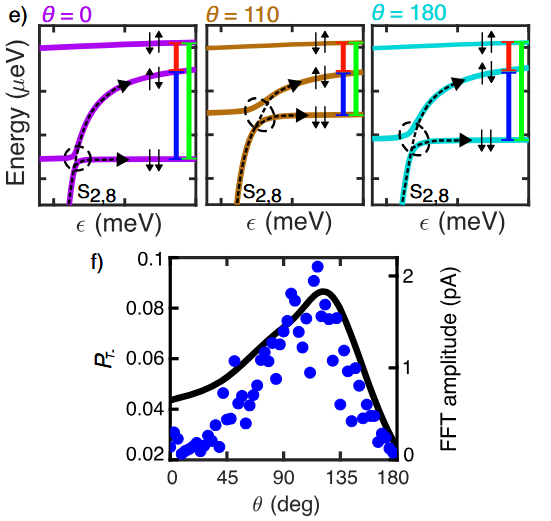 e) θ = 0 θ = 110 θ = 180
Energy (μeV)
↓↑ ↓↑ ↓↑
↑↓ ↑↓ ↑↓
↓↓ ↓↓ ↓↓
S2,8 S2,8 S2,8
ϵ (meV) ϵ (meV) ϵ (meV)
f)
0.1
0.08
0.06
0.04
0.02
PT-
2
1
0
FFT amplitude (pA)
0 45 90 135 180
θ (deg)